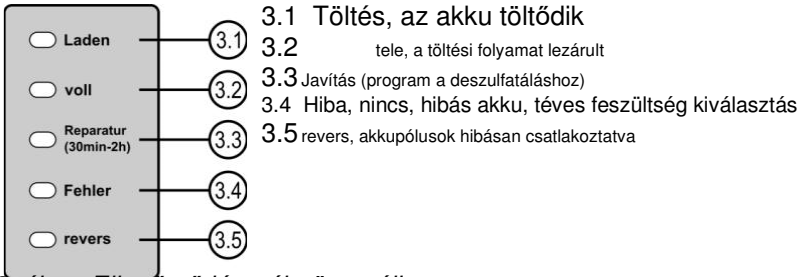 Laden
voll
Reparatur
(30min-2h)
Fehler
revers
3.1
3.2
3.3
3.4
3.5
3.1 Töltés, az akku töltődik
3.2 tele, a töltési folyamat lezárult
3.3 Javítás (program a deszulfatáláshoz)
3.4 Hiba, nincs, hibás akku, téves feszültség kiválasztás
3.5 revers, akkupólusok hibásan csatlakoztatva